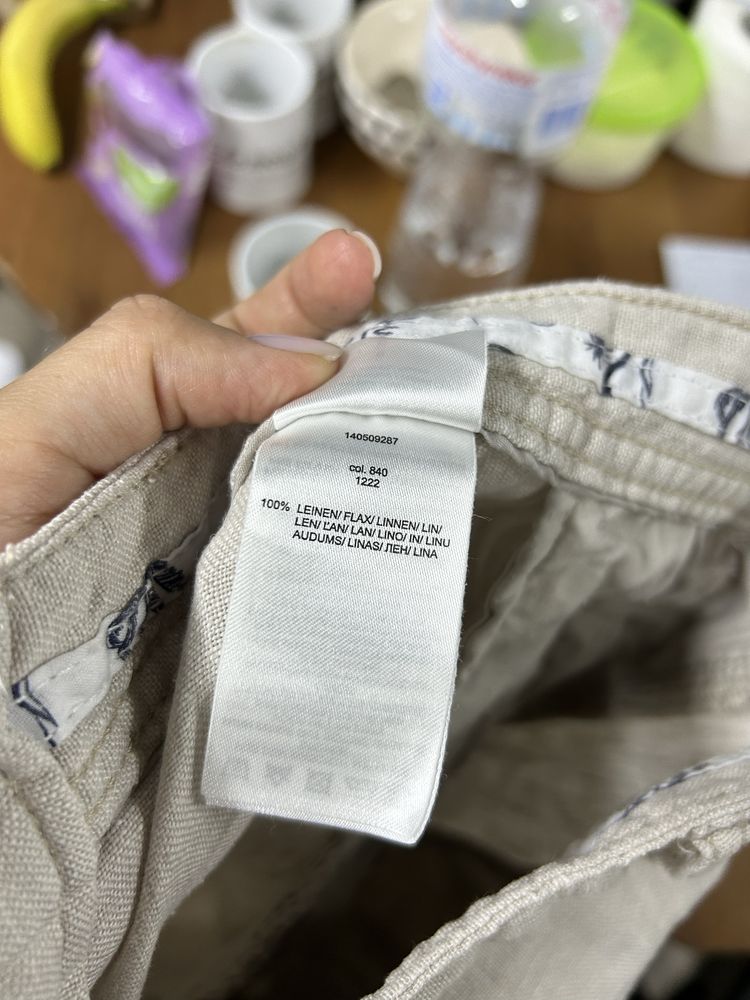 140509287
col. 840
1222
100% LEINEN/ FLAX/ LINNEN/ LIN/
LEN/ ĽAN/ LAN/ LINO/ IN/ LINU
AUDUMS/ LINAS/ ЛЕН/ LINA